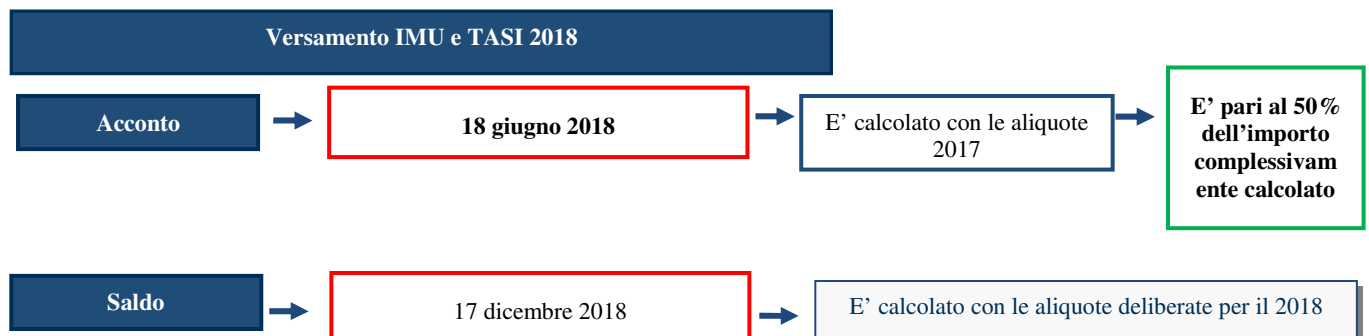 Versamento IMU e TASI 2018
Acconto
18 giugno 2018
E’ calcolato con le aliquote
2017
E’ pari al 50%
dell’importo
complessivam
ente calcolato
Saldo
17 dicembre 2018
E’ calcolato con le aliquote deliberate per il 2018